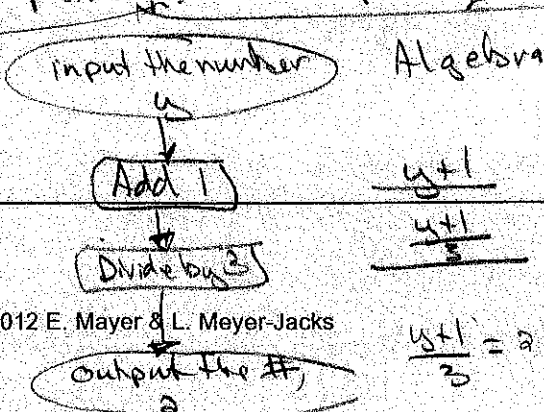 input the number
y
Algebra
Add 1
y+1
Divide by 3
y+1
3
012 E. Mayer & L. Meyer-Jacks
output the #,
2
y+1
3
= 2